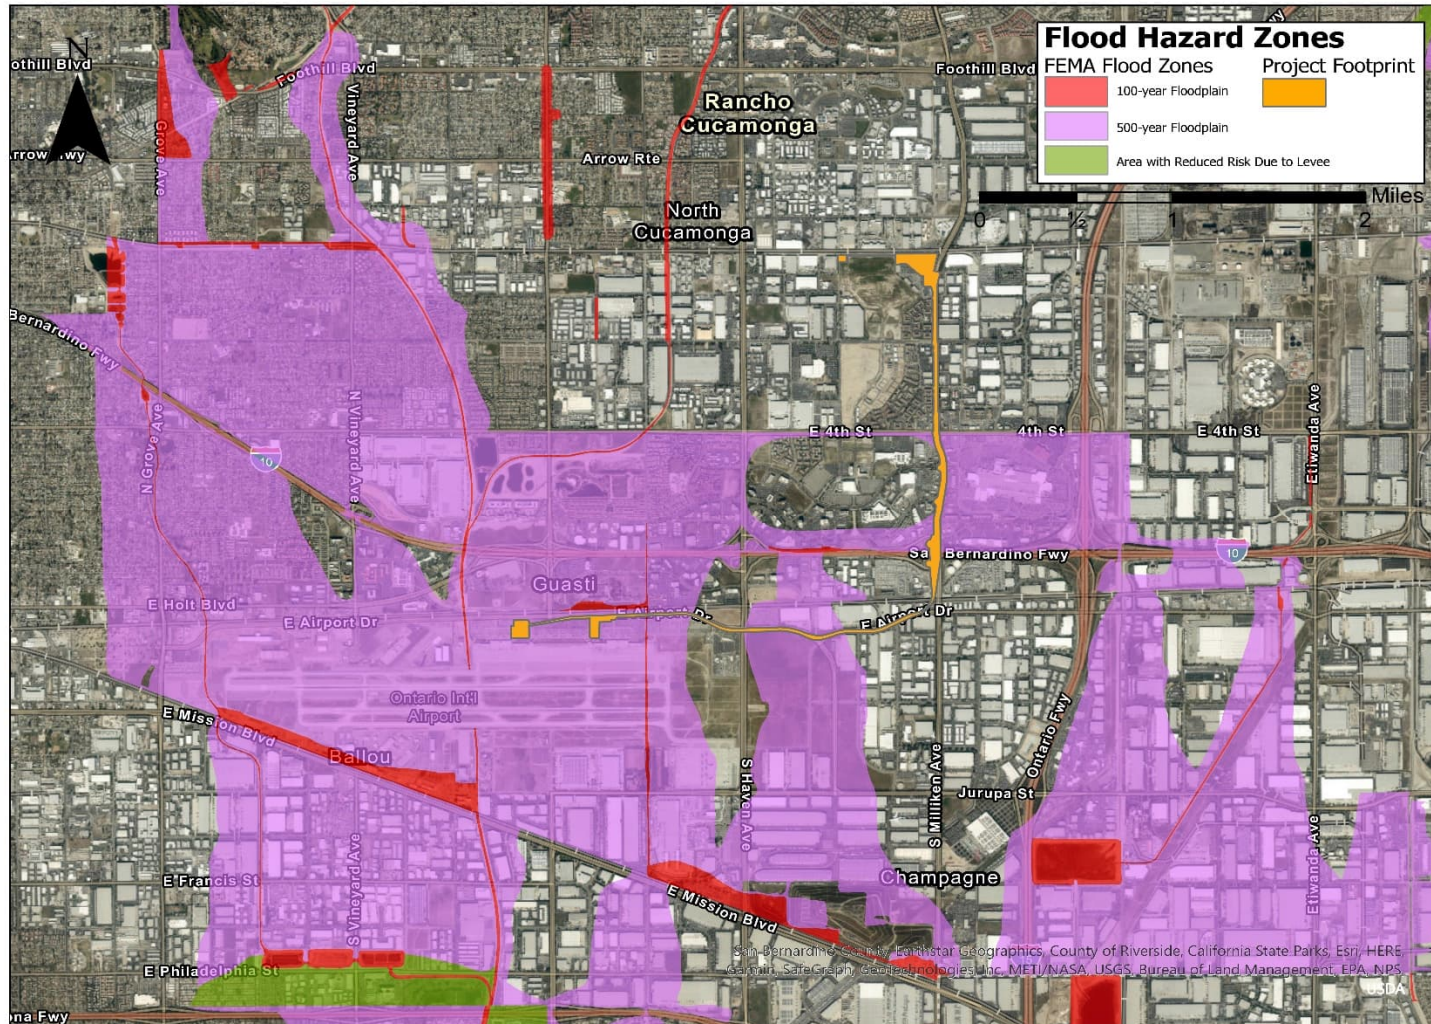 Flood Hazard Zones
FEMA Flood Zones
Project Footprint
100-year Floodplain
500-year Floodplain
Area with Reduced Risk Due to Levee
Miles
0
½
1
2
N
othill Blvd
Foothill Blvd
Foothill Blvd
wy
Rancho
Cucamonga
Grove Ave
Vineyard Ave
rrow Hwy
Arrow Rte
North
Cucamonga
Bernardino Fwy
N Grove Ave
N Vineyard Ave
10
E 4th St
4th St
E 4th St
Etiwanda Ave
San Bernardino Fwy
10
Guasti
E Holt Blvd
E Airport Dr
E Airport Dr
E Airport Dr
Ontario Int'l
Airport
E Mission Blvd
Ballou
S Haven Ave
S Milliken Ave
Ontario Fwy
Jurupa St
S Vineyard Ave
E Francis St
Champagne
Etiwanda Ave
E Mission Blvd
E Philadelphia St
ona Fwy
San Bernardino County, Earthstar Geographics, County of Riverside, California State Parks, Esri, HERE,
Garmin, SafeGraph, GeoTechnologies, Inc, METI/NASA, USGS, Bureau of Land Management, EPA, NPS,
USDA